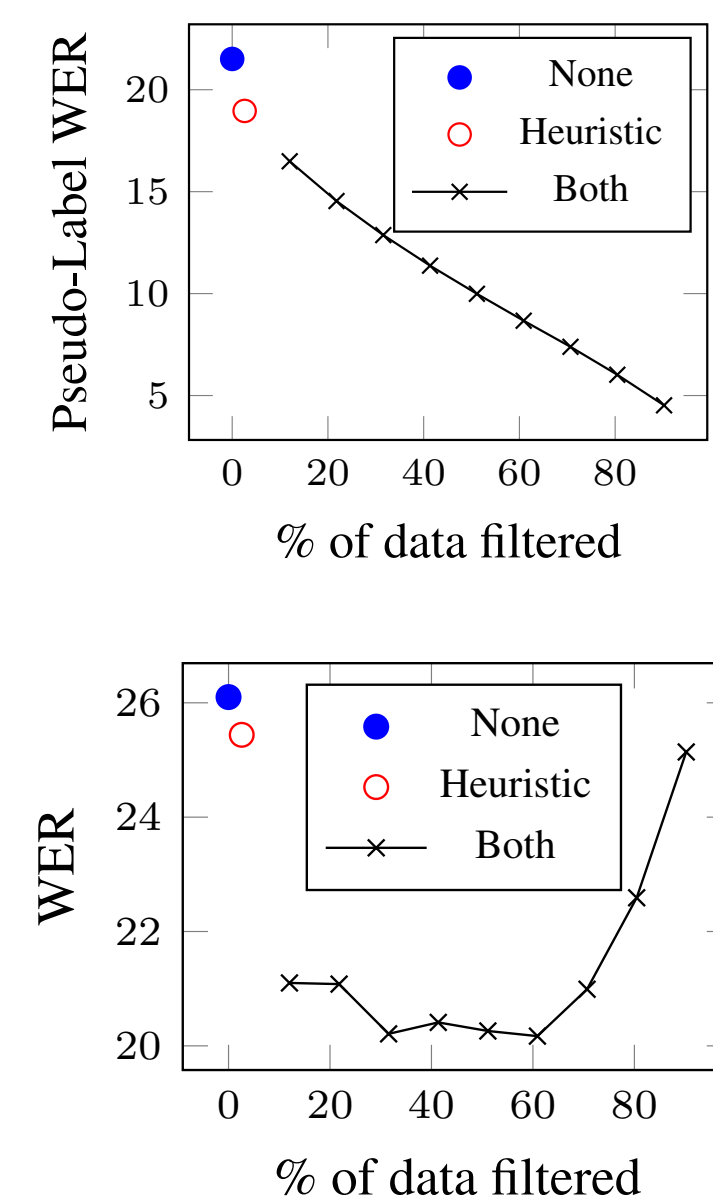 Pseudo-Label WER
20
15
10
5
None
Heuristic
Both
0 20 40 60 80
% of data filtered
WER
26
24
22
20
None
Heuristic
Both
0 20 40 60 80
% of data filtered